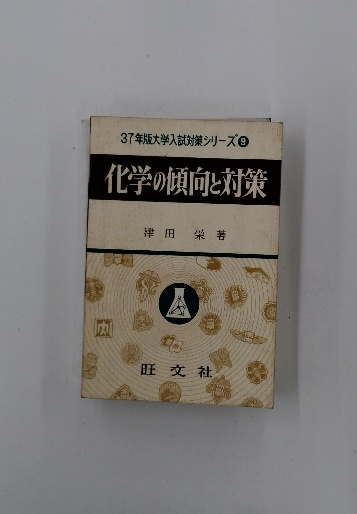 37年版大学入試対策シリーズ9
化学の傾向と対策
津田 栄 著
旺文社